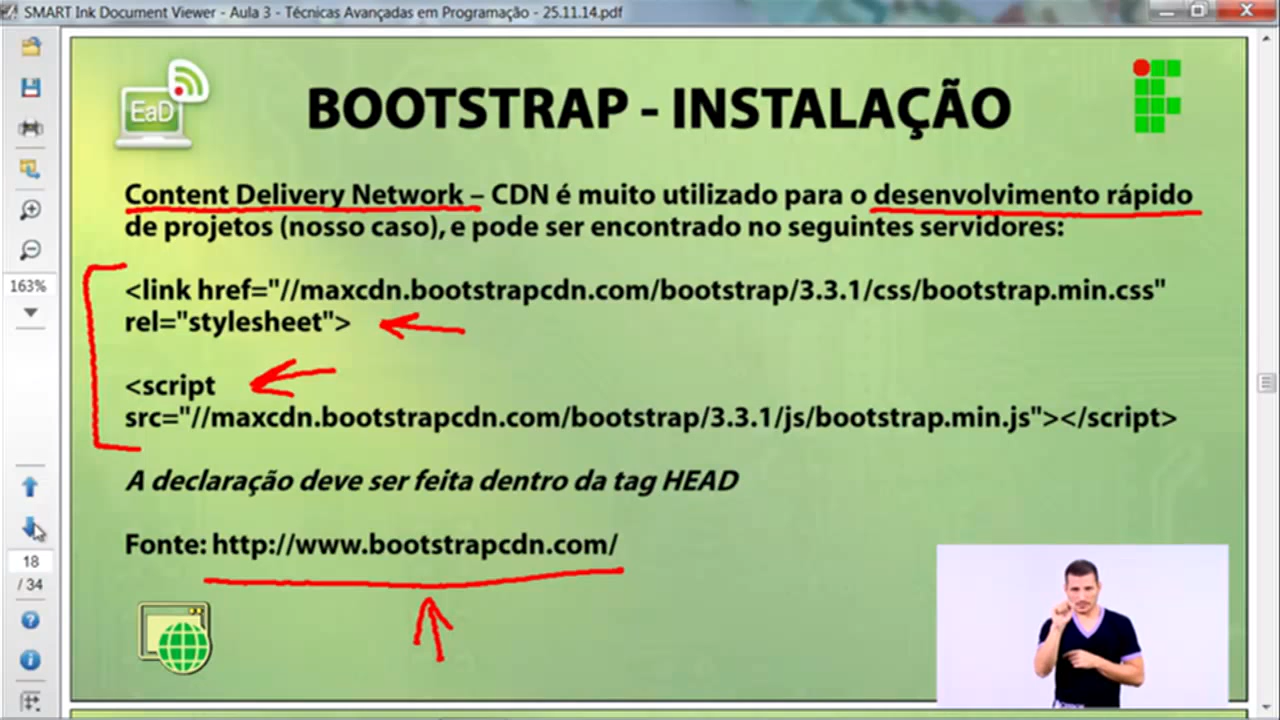 SMART Ink Document Viewer - Aula 3 - Técnicas Avançadas em Programação - 25.11.14.pdf
EaD
BOOTSTRAP - INSTALAÇÃO
Content Delivery Network – CDN é muito utilizado para o desenvolvimento rápido
de projetos (nosso caso), e pode ser encontrado no seguintes servidores:
163%
<link href="//maxcdn.bootstrapcdn.com/bootstrap/3.3.1/css/bootstrap.min.css"
rel="stylesheet">
<script
src="//maxcdn.bootstrapcdn.com/bootstrap/3.3.1/js/bootstrap.min.js"></script>
A declaração deve ser feita dentro da tag HEAD
Fonte: http://www.bootstrapcdn.com/
18
/ 34